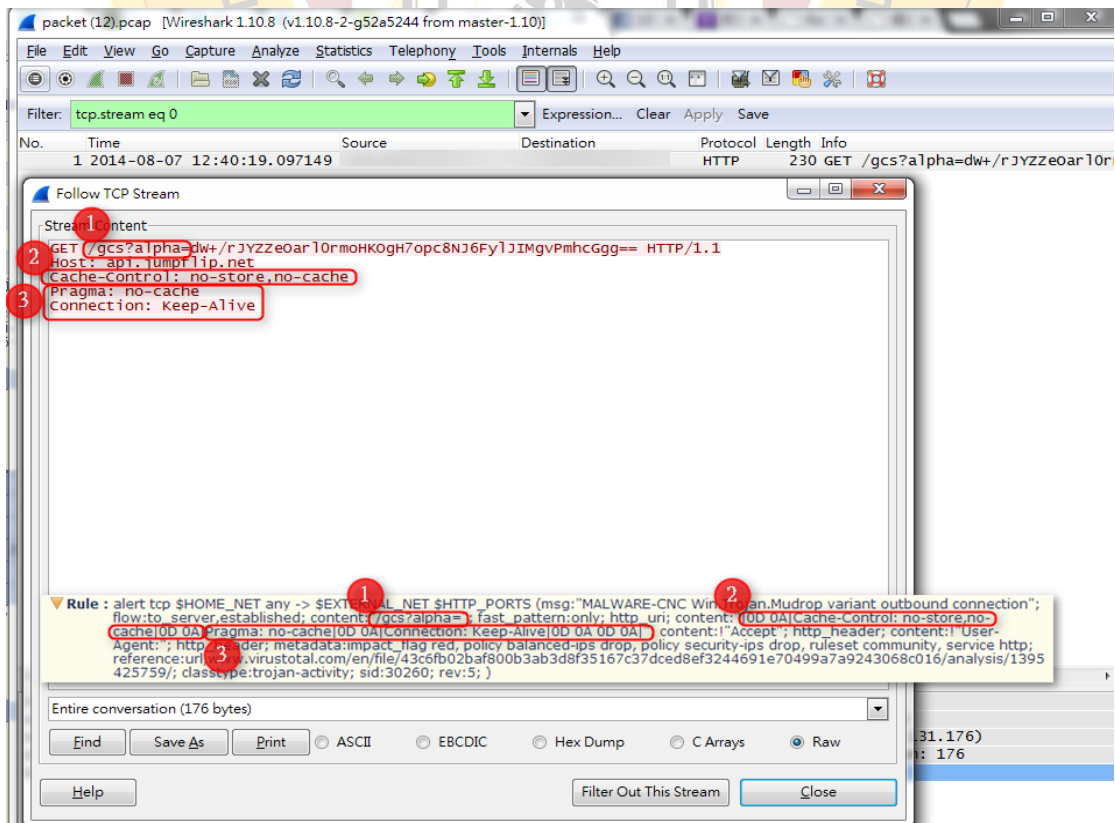 packet (12).pcap [Wireshark 1.10.8 (v1.10.8-2-g52a5244 from master-1.10)]
File Edit View Go Capture Analyze Statistics Telephony Tools Internals Help
Filter: tcp.stream eq 0 Expression... Clear Apply Save
No. Time Source Destination Protocol Length Info
1 2014-08-07 12:40:19.097149 HTTP 230 GET /gcs?alpha=dW+/rJYZZeOarlOr
Follow TCP Stream
1
Stream Content
GET /gcs?alpha=dW+/rJYZZeOarlOrmoHKOgH7opc8NJ6FylJIMgvPmhcGgg== HTTP/1.1
2
Host: api.jumpflip.net
Cache-Control: no-store,no-cache
3
Pragma: no-cache
Connection: Keep-Alive
1 2
Rule : alert tcp $HOME_NET any -> $EXTERNAL_NET $HTTP_PORTS (msg:"MALWARE-CNC Win.Trojan.Mudrop variant outbound connection";
flow:to_server,established; content:"/gcs?alpha="; fast_pattern:only; http_uri; content:"|0D 0A|Cache-Control: no-store,no-
cache|0D 0A|Pragma: no-cache|0D 0A|Connection: Keep-Alive|0D 0A 0D 0A|"; content:!"Accept"; http_header; content:!"User-
Agent:"; http_header; metadata:impact_flag red, policy balanced-ips drop, policy security-ips drop, ruleset community, service http;
3
reference:url,www.virustotal.com/en/file/43c6fb02baf800b3ab3d8f35167c37dced8ef3244691e70499a7a9243068c016/analysis/1395
425759/; classtype:trojan-activity; sid:30260; rev:5; )
Entire conversation (176 bytes)
Find Save As Print ASCII EBCDIC Hex Dump C Arrays Raw
31.176)
: 176
Help Filter Out This Stream Close